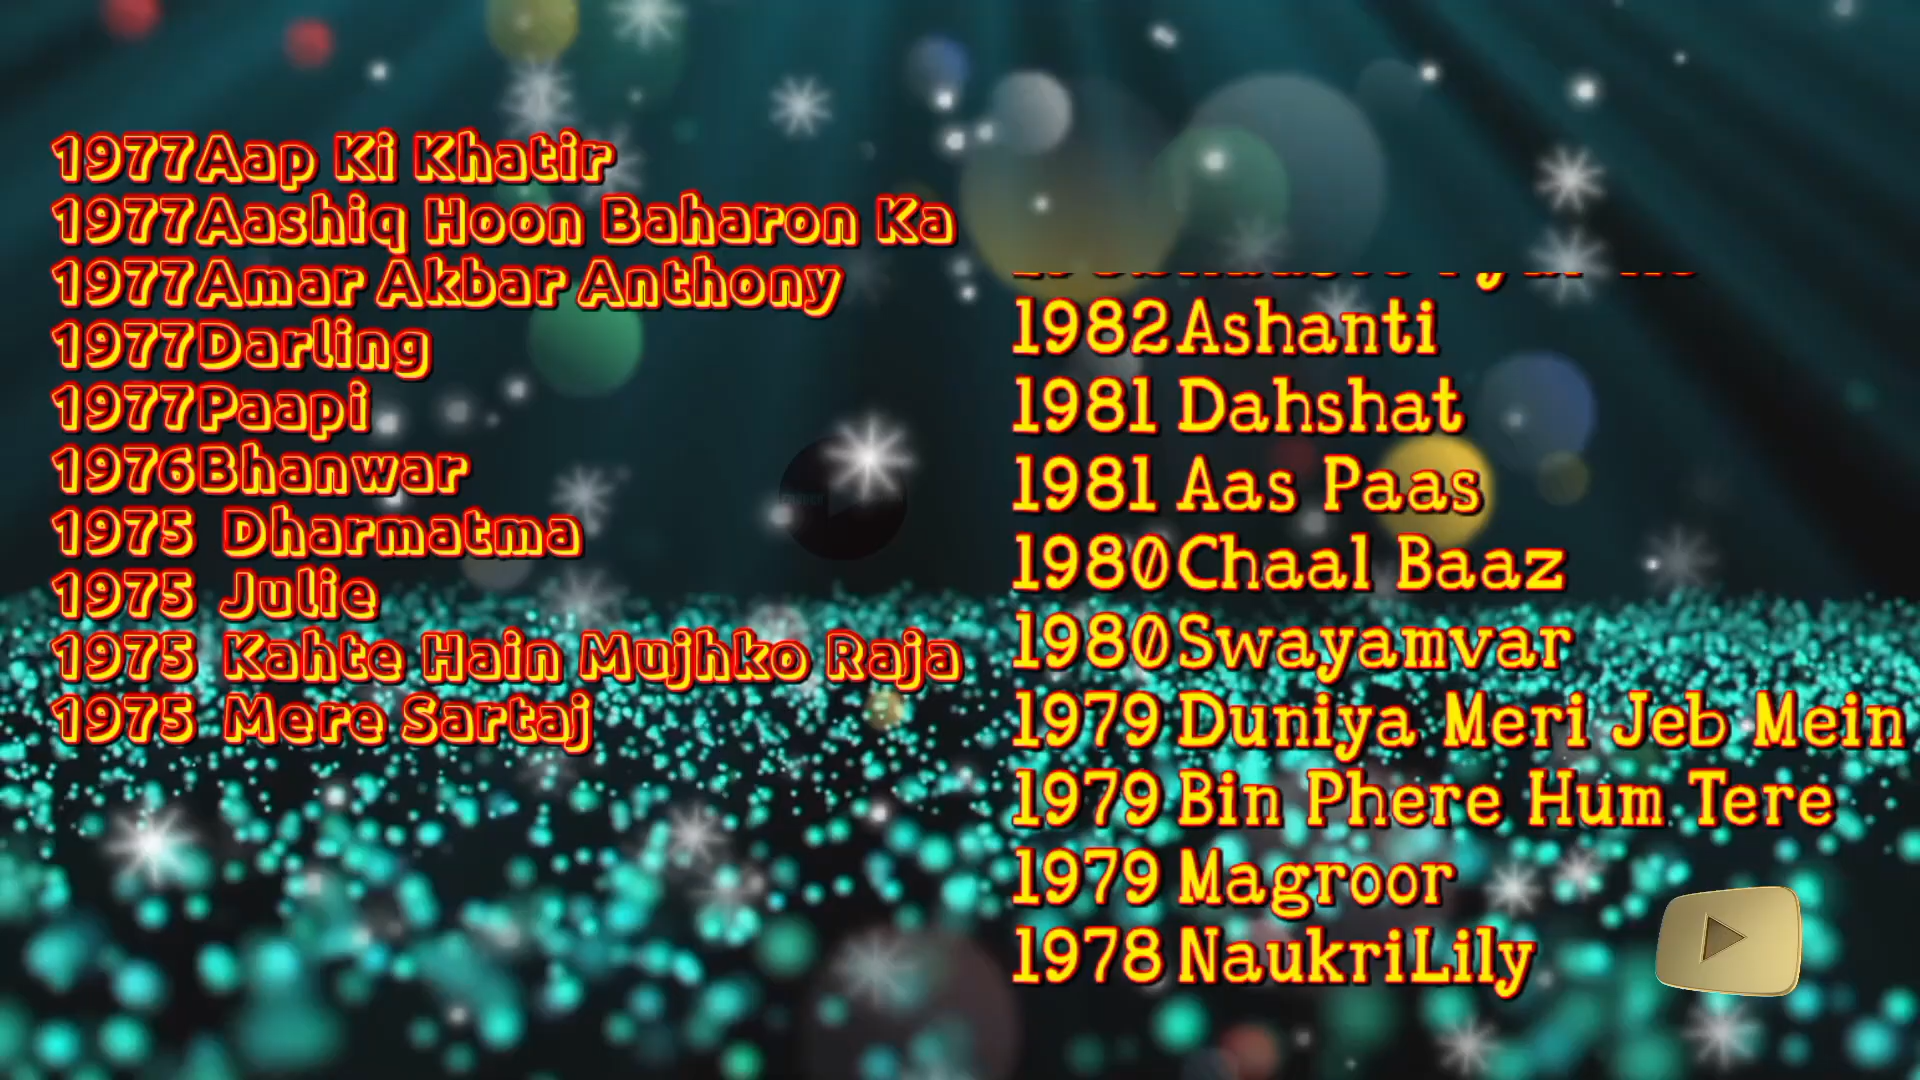 1977Aap Ki Khatir
1977Aashiq Hoon Baharon Ka
1977Amar Akbar Anthony
1977Darling
1977Paapi
1976Bhanwar
1975 Dharmatma
1975 Julie
1975 Kahte Hain Mujhko Raja
1975 Mere Sartaj
1982Ashanti
1981 Dahshat
1981 Aas Paas
1980Chaal Baaz
1980Swayamvar
1979Duniya Meri Jeb Mein
1979 Bin Phere Hum Tere
1979 Magroor
1978 NaukriLily